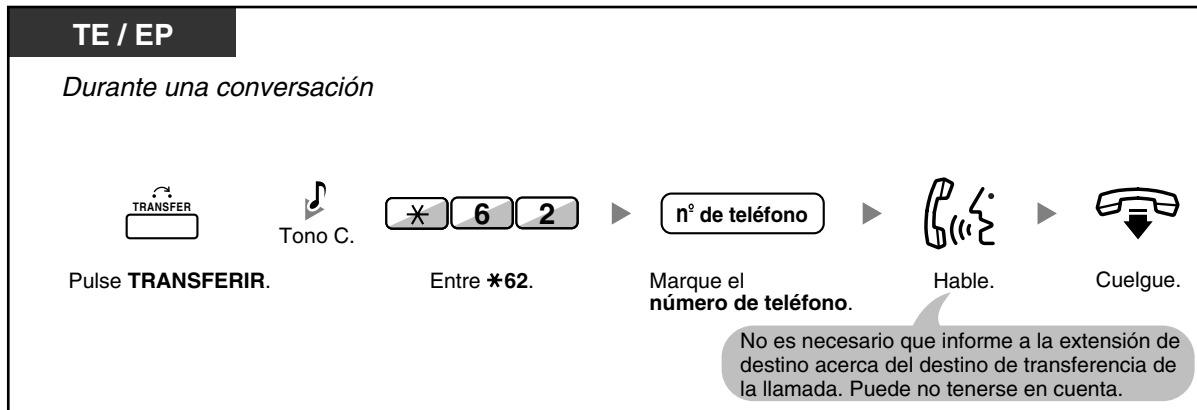 TE / EP
Durante una conversación
TRANSFER
Tono C.
* 6 2
nº de teléfono
Pulse TRANSFERIR.
Entre *62.
Marque el
número de teléfono.
Hable.
Cuelgue.
No es necesario que informe a la extensión de
destino acerca del destino de transferencia de
la llamada. Puede no tenerse en cuenta.